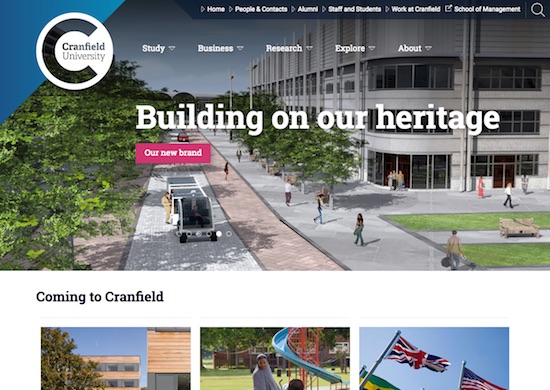 Home
People & Contacts
Alumni
Staff and Students
Work at Cranfield
School of Management
Cranfield
University
Study
Business
Research
Explore
About
Building on our heritage
Our new brand
Coming to Cranfield